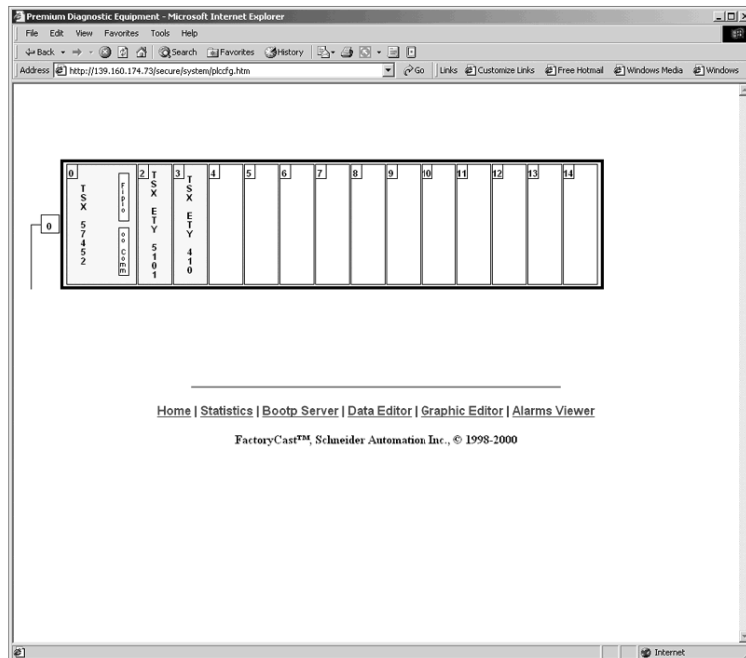 Premium Diagnostic Equipment - Microsoft Internet Explorer
File Edit View Favorites Tools Help
Back Search Favorites History
Address http://139.160.174.73/secure/system/plccfg.htm Go Links Customize Links Free Hotmail Windows Media Windows
0 2 3 4 5 6 7 8 9 10 11 12 13 14
0
TSX 57452
Fipio
oo Comm
TSX ETY 5101
TSX ETY 410
Home | Statistics | Bootp Server | Data Editor | Graphic Editor | Alarms Viewer
FactoryCast™, Schneider Automation Inc., © 1998-2000
Internet